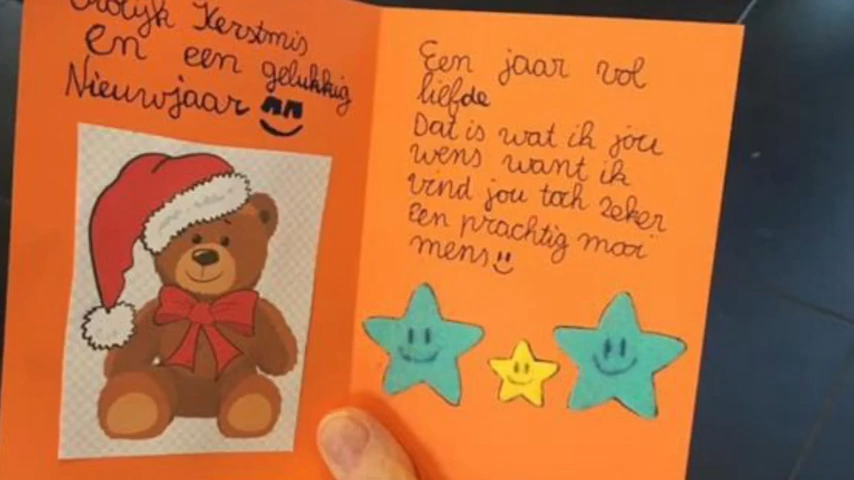 Vrolijk Kerstmis
en een gelukkig
Nieuwjaar
Een jaar vol
liefde
Dat is wat ik jou
wens want ik
vind jou toch zeker
een prachtig mooi
mens